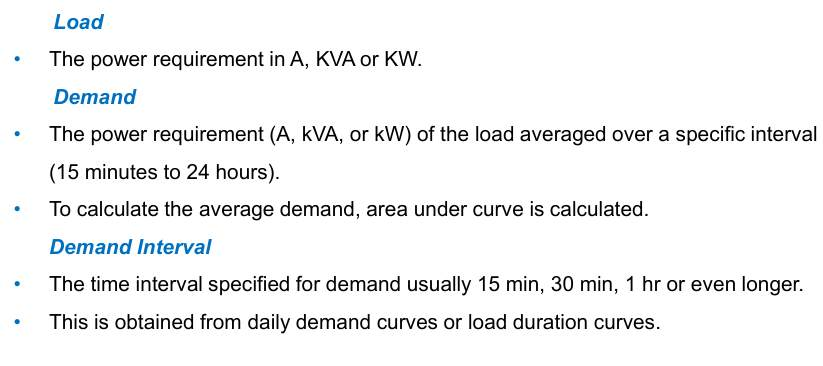 Load
• The power requirement in A, KVA or KW.
Demand
• The power requirement (A, kVA, or kW) of the load averaged over a specific interval
(15 minutes to 24 hours).
• To calculate the average demand, area under curve is calculated.
Demand Interval
• The time interval specified for demand usually 15 min, 30 min, 1 hr or even longer.
• This is obtained from daily demand curves or load duration curves.